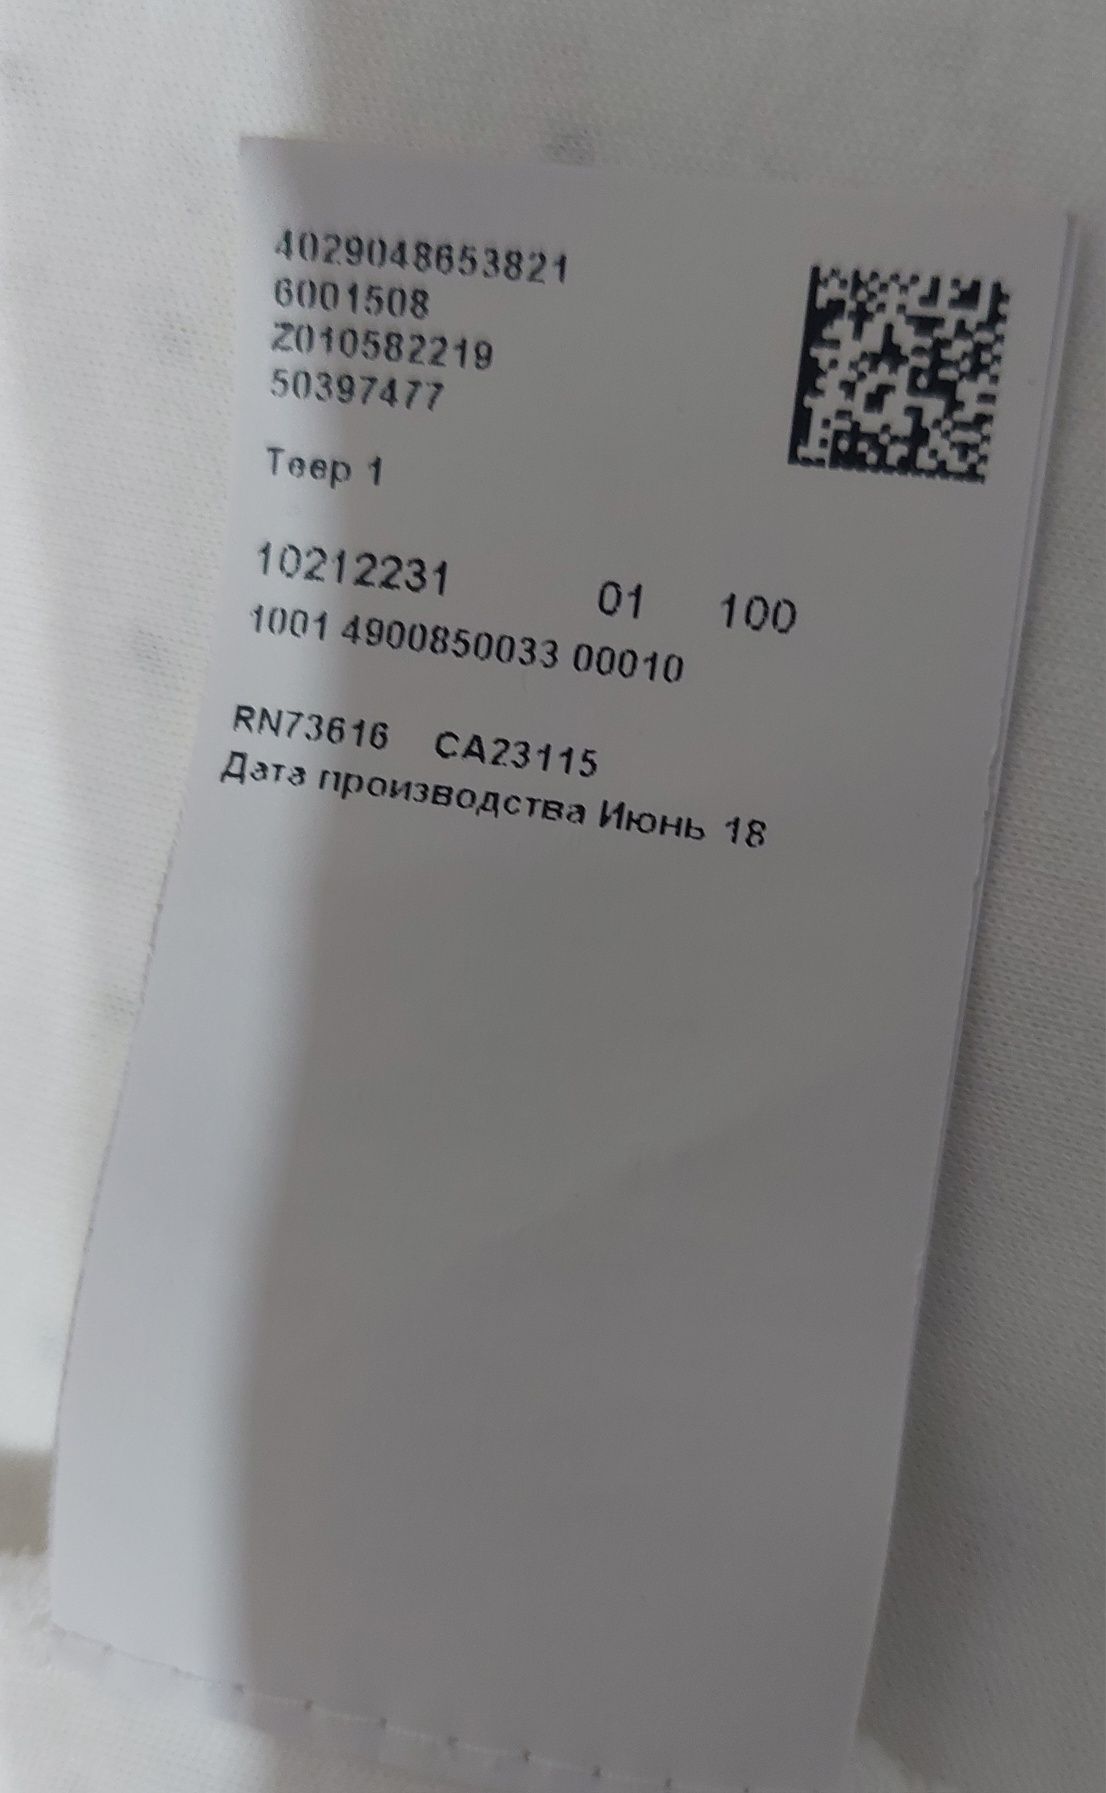 4029048653821
6001508
Z010582219
50397477
Teep 1
10212231 01 100
1001 4900850033 00010
RN73616 CA23115
Дата производства Июнь 18